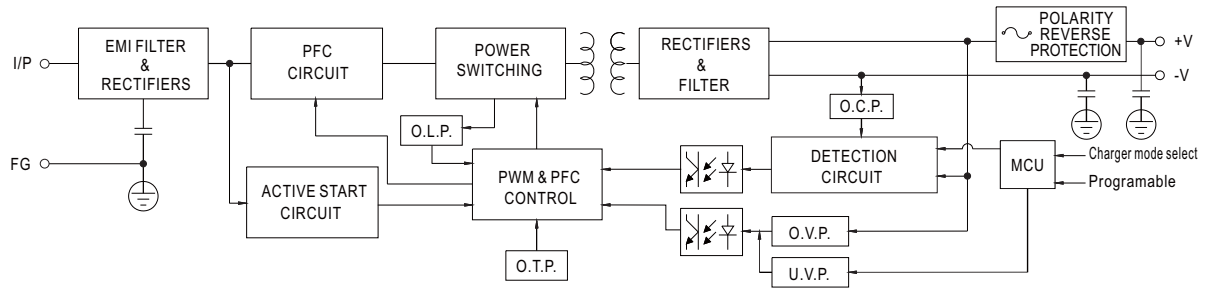 I/P
EMI FILTER
&
RECTIFIERS
PFC
CIRCUIT
POWER
SWITCHING
RECTIFIERS
&
FILTER
POLARITY
REVERSE
PROTECTION
+V
-V
O.L.P.
O.C.P.
FG
ACTIVE START
CIRCUIT
PWM & PFC
CONTROL
DETECTION
CIRCUIT
MCU
Charger mode select
Programable
O.V.P.
O.T.P.
U.V.P.